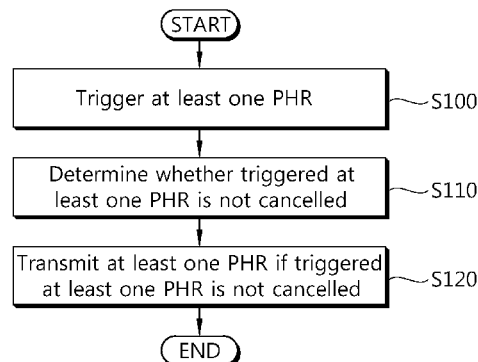 START
Trigger at least one PHR
S100
Determine whether triggered at
least one PHR is not cancelled
S110
Transmit at least one PHR if triggered
at least one PHR is not cancelled
S120
END